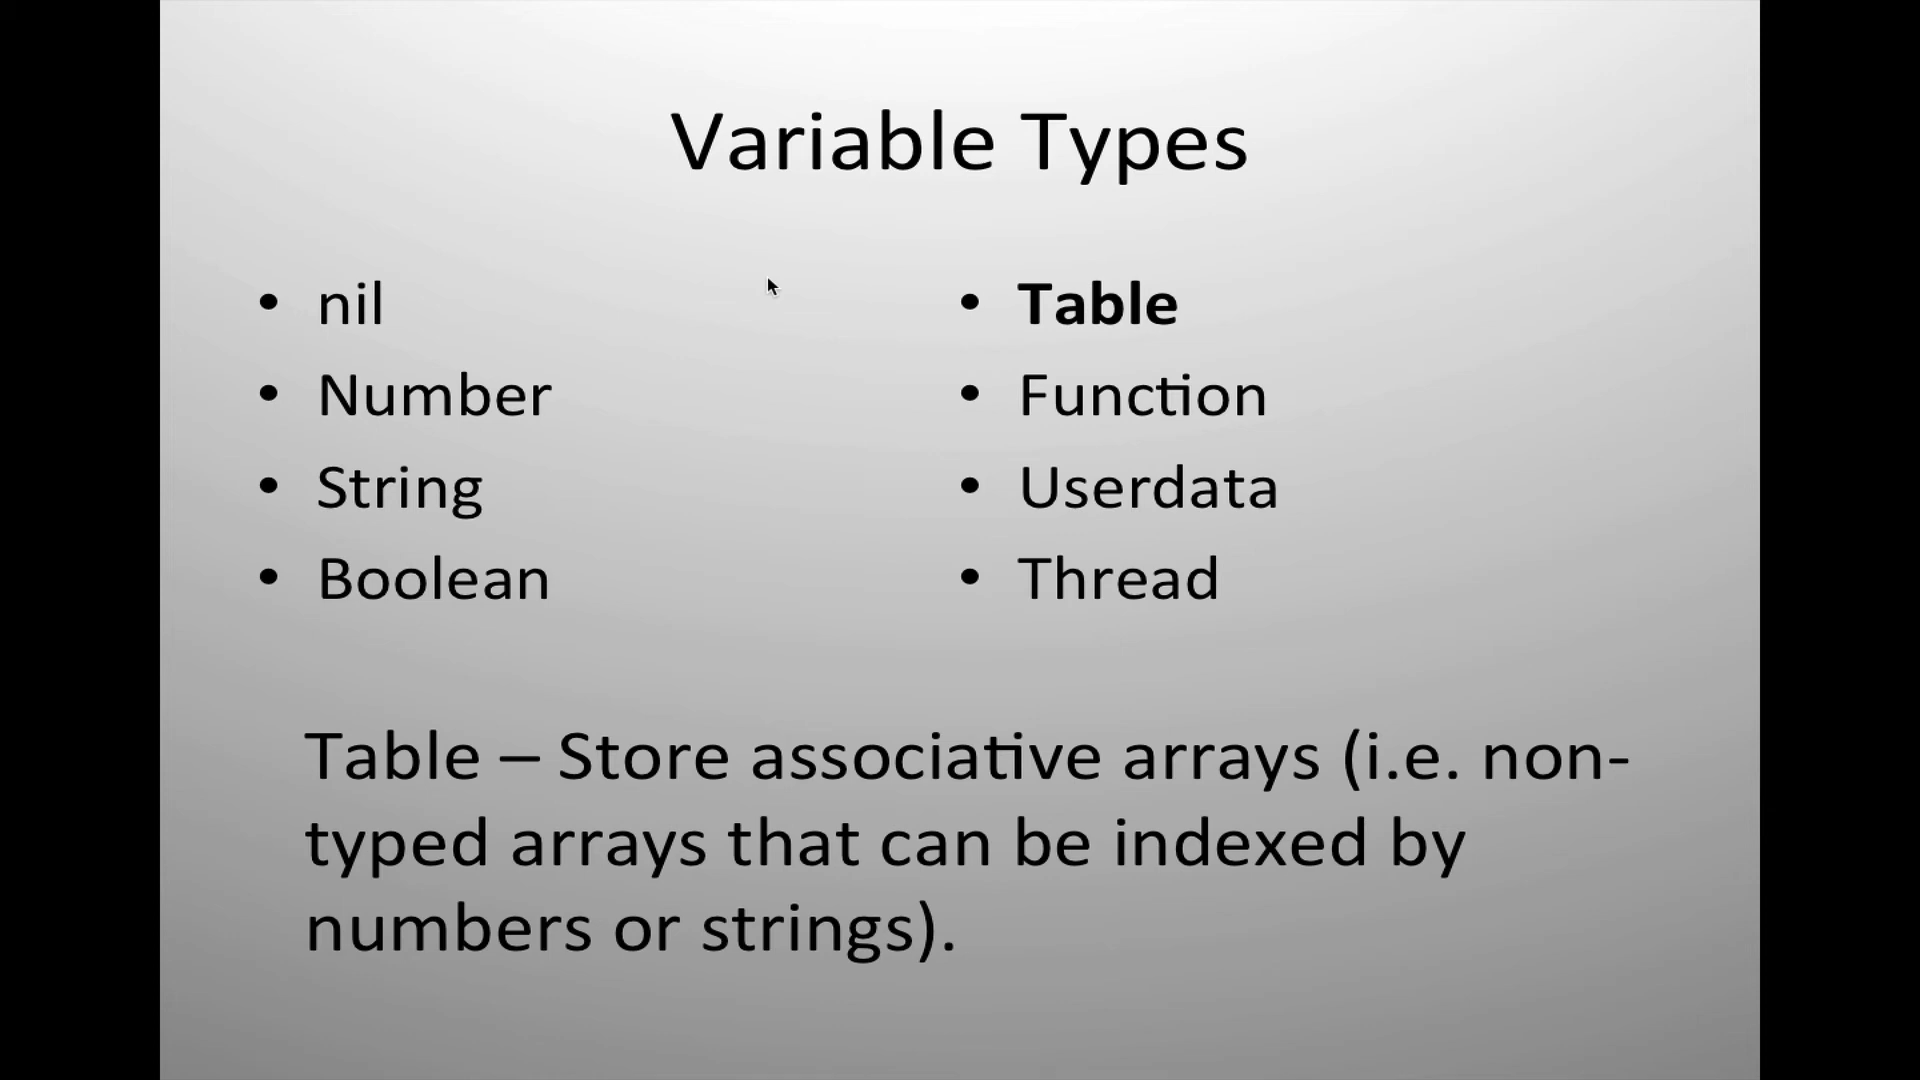 Variable Types
• nil
• Number
• String
• Boolean
• Table
• Function
• Userdata
• Thread
Table – Store associative arrays (i.e. non-
typed arrays that can be indexed by
numbers or strings).